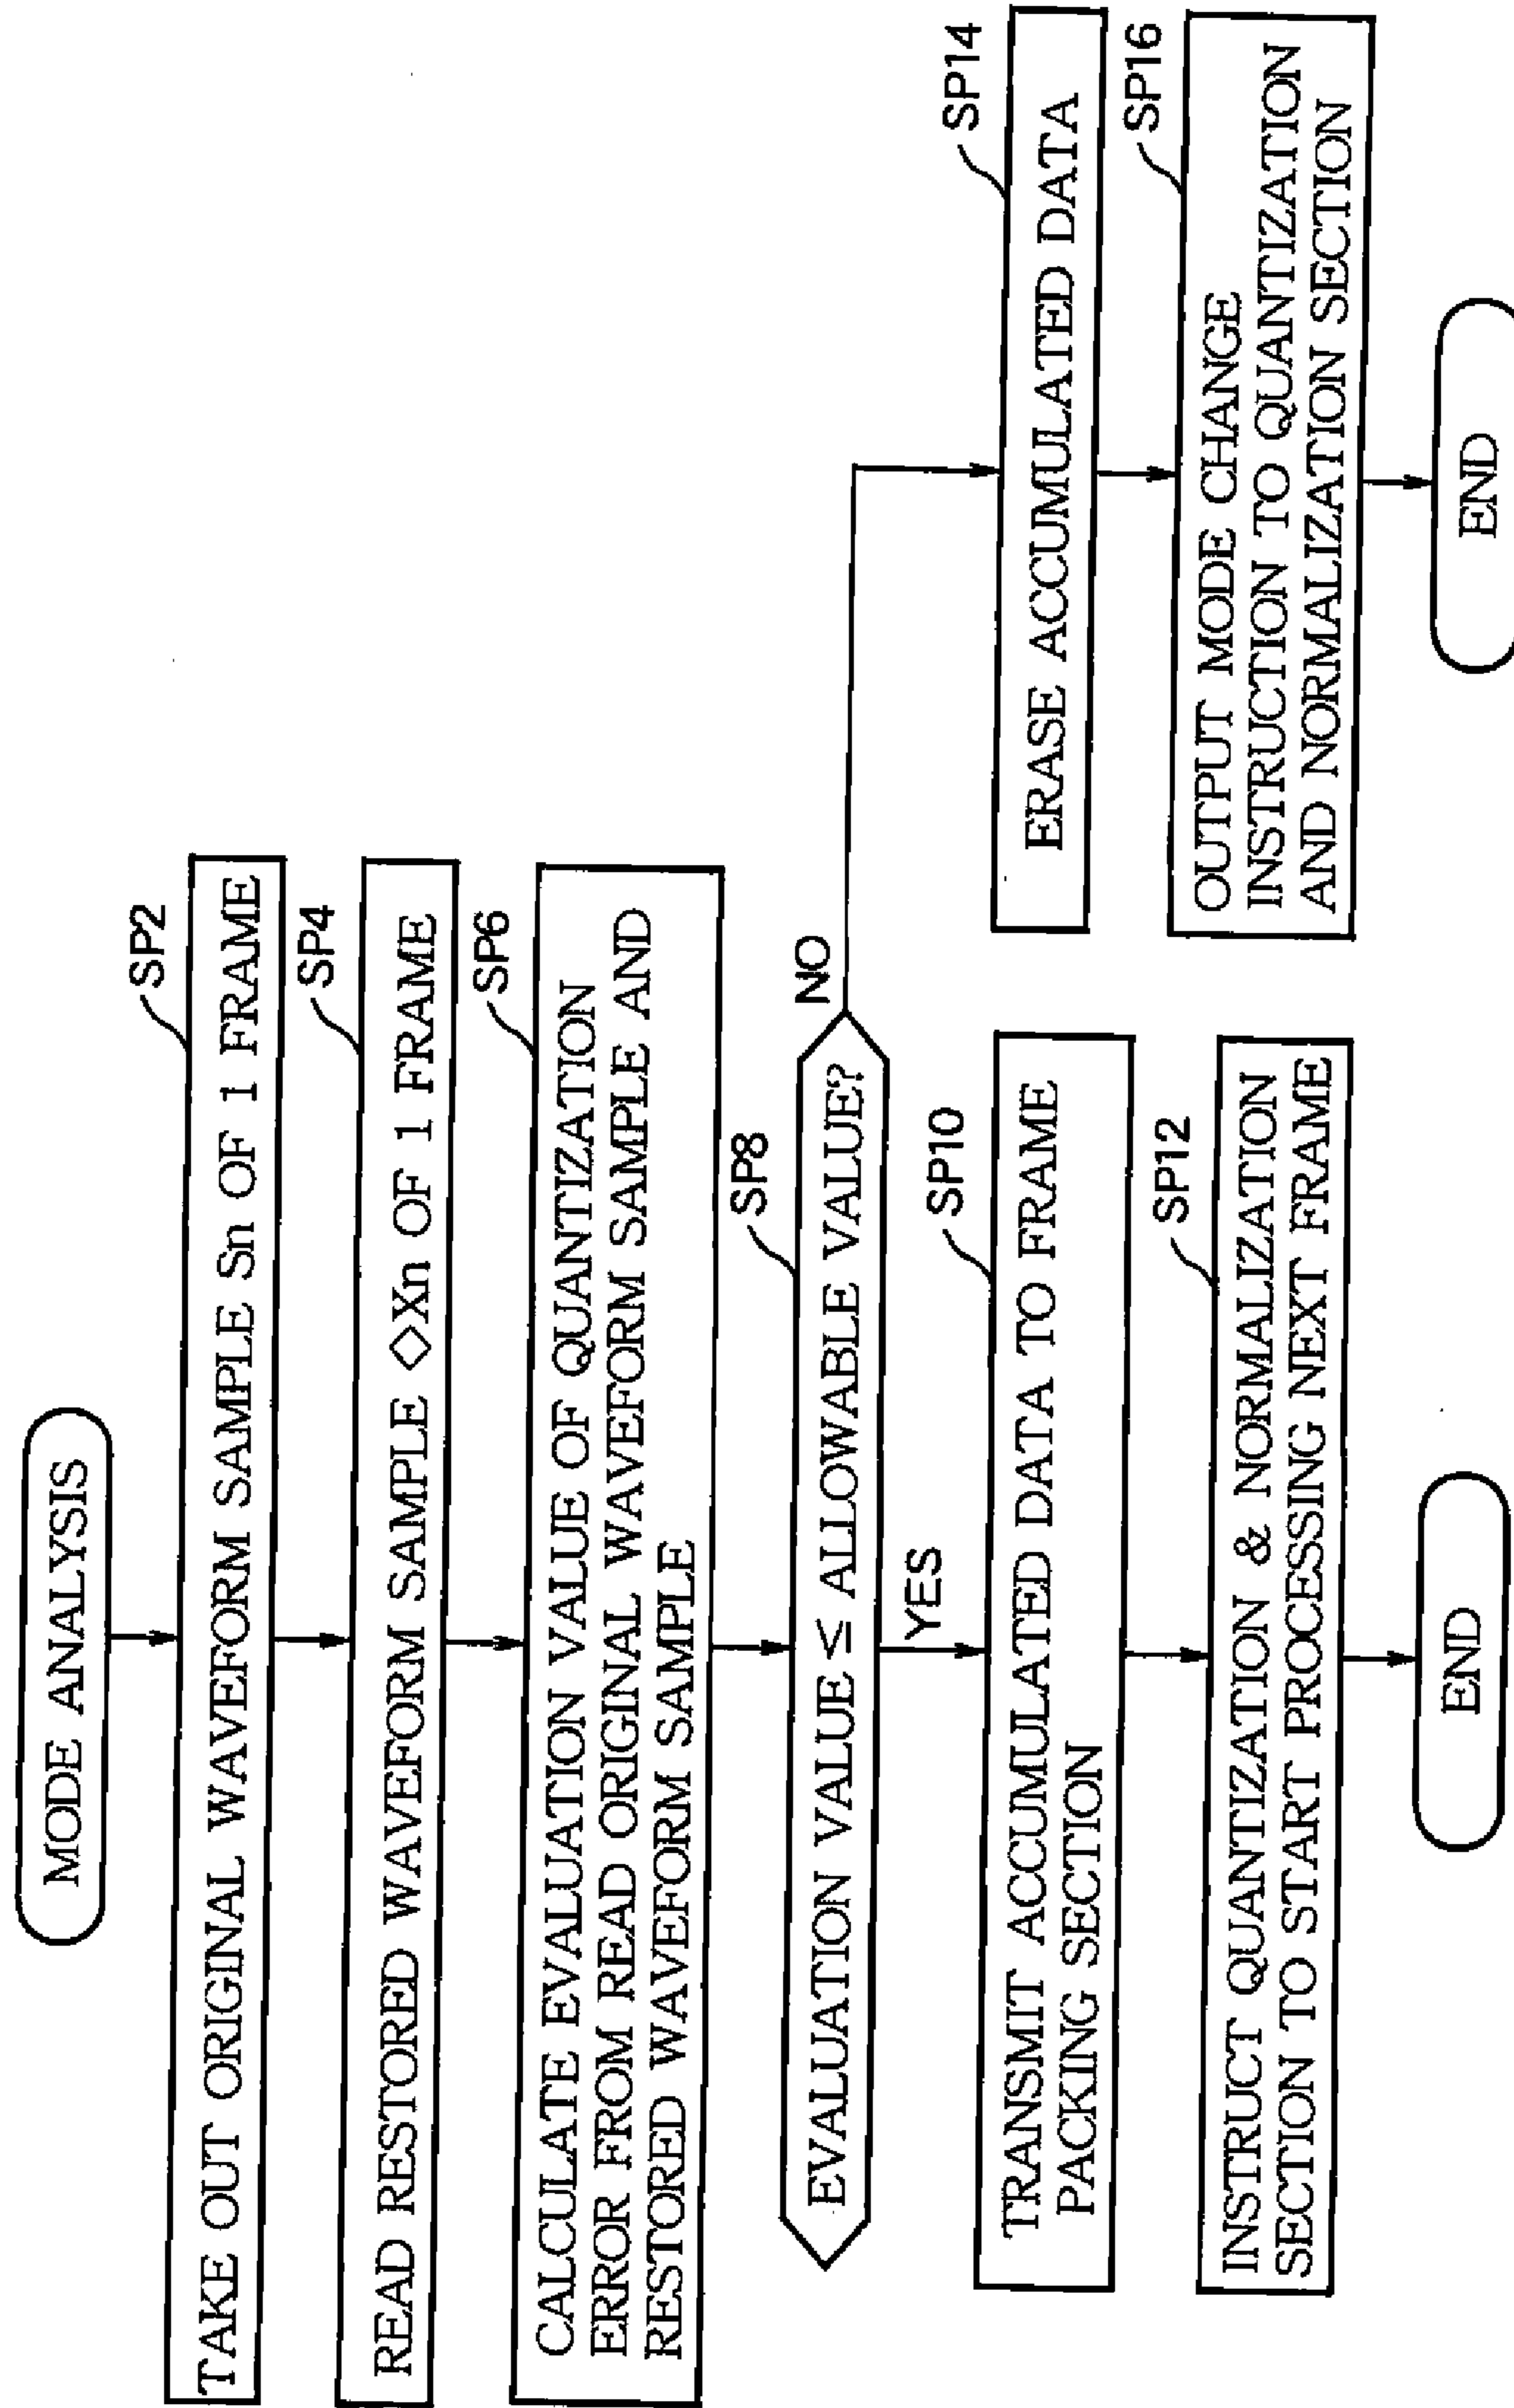 MODE ANALYSIS
SP2
TAKE OUT ORIGINAL WAVEFORM SAMPLE Sn OF 1 FRAME
SP4
READ RESTORED WAVEFORM SAMPLE ◇Xn OF 1 FRAME
SP6
CALCULATE EVALUATION VALUE OF QUANTIZATION
ERROR FROM READ ORIGINAL WAVEFORM SAMPLE AND
RESTORED WAVEFORM SAMPLE
SP8
EVALUATION VALUE ≤ ALLOWABLE VALUE?
NO
YES
SP10
TRANSMIT ACCUMULATED DATA TO FRAME
PACKING SECTION
SP12
INSTRUCT QUANTIZATION & NORMALIZATION
SECTION TO START PROCESSING NEXT FRAME
END
SP14
ERASE ACCUMULATED DATA
SP16
OUTPUT MODE CHANGE
INSTRUCTION TO QUANTIZATION
AND NORMALIZATION SECTION
END